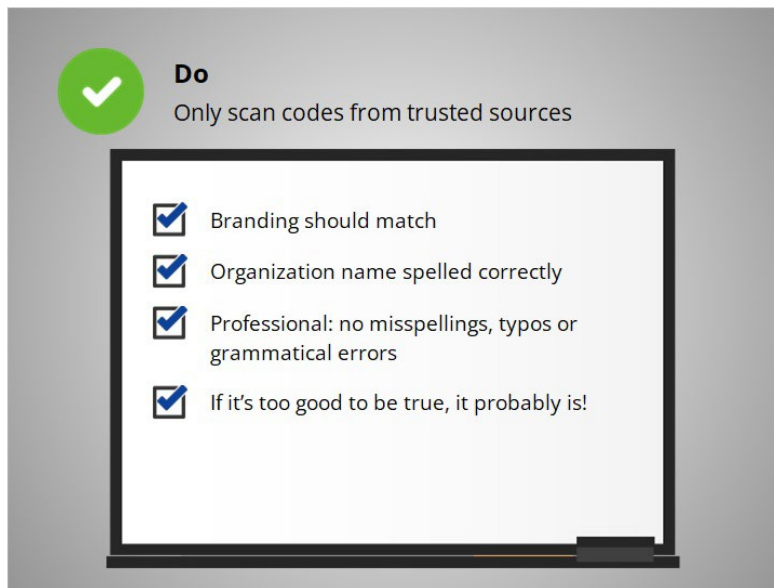 Do
Only scan codes from trusted sources
Branding should match
Organization name spelled correctly
Professional: no misspellings, typos or
grammatical errors
If it’s too good to be true, it probably is!